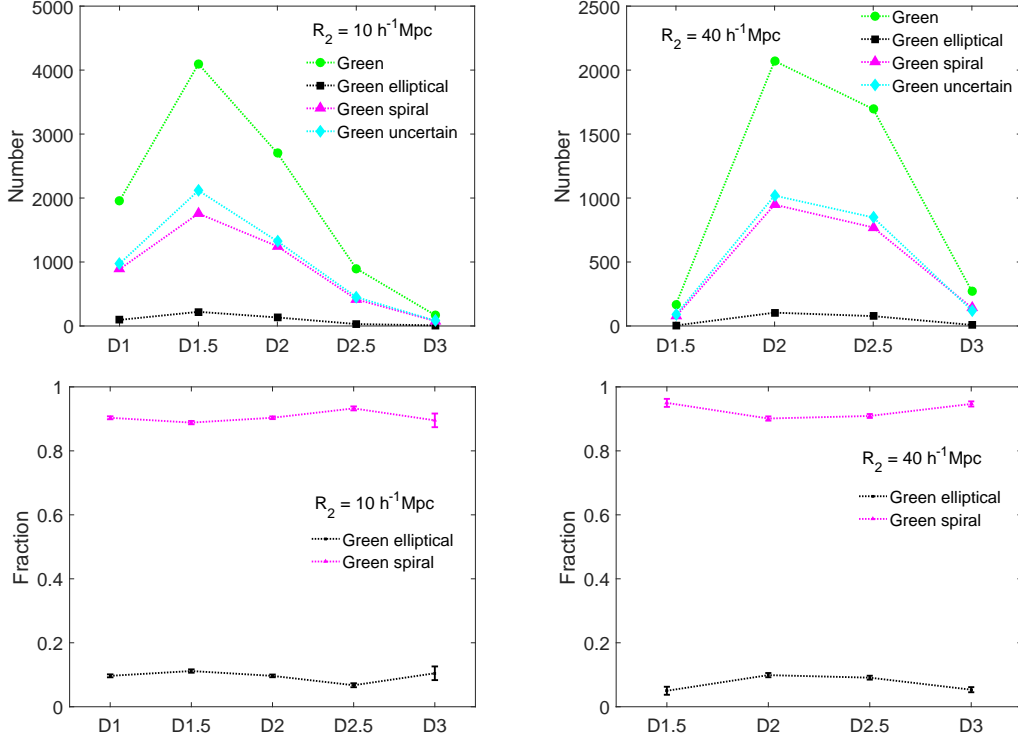 R2 = 10 h-1Mpc
Green
Green elliptical
Green spiral
Green uncertain
Number
5000
4000
3000
2000
1000
0
D1 D1.5 D2 D2.5 D3
R2 = 40 h-1Mpc
Green
Green elliptical
Green spiral
Green uncertain
Number
2500
2000
1500
1000
500
0
D1.5 D2 D2.5 D3
R2 = 10 h-1Mpc
Green elliptical
Green spiral
Fraction
1
0.8
0.6
0.4
0.2
0
D1 D1.5 D2 D2.5 D3
R2 = 40 h-1Mpc
Green elliptical
Green spiral
Fraction
1
0.8
0.6
0.4
0.2
0
D1.5 D2 D2.5 D3